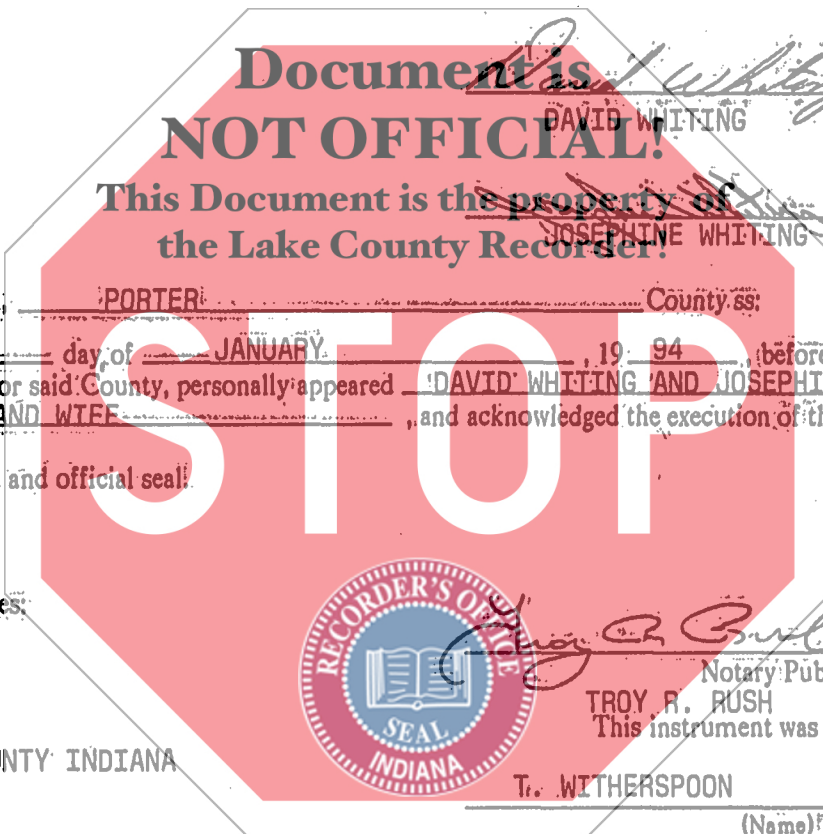 Document is
NOT OFFICIAL!
This Document is the property of
the Lake County Recorder!
David Whiting
DAVID WHITING
JOSEPHINE WHITING
PORTER County ss:
day of JANUARY, 19 94, before
or said County, personally appeared DAVID WHITING AND JOSEPHI
AND WIFE, and acknowledged the execution of th
and official seal.
STOP
es:
RECORDER'S OFFICE
SEAL
INDIANA
Notary Pub
TROY R. RUSH
This instrument was
NTY INDIANA
T. WITHERSPOON
(Name)